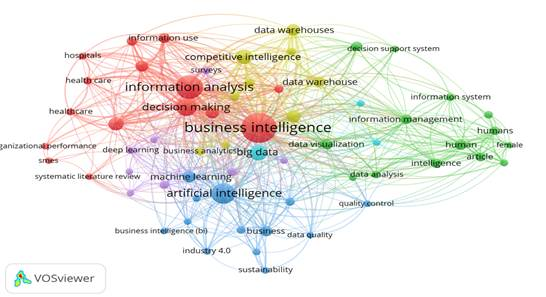 data warehouses
information use
decision support system
hospitals
competitive intelligence
surveys
health care
data warehouse
information analysis
information system
decision making
healthcare
information management
business intelligence
humans
ganizational performance
data visualization
human
female
deep learning
business analytics
big data
smes
article
intelligence
systematic literature review
machine learning
data analysis
artificial intelligence
quality control
business intelligence (bi)
business
data quality
industry 4.0
sustainability
VOSviewer